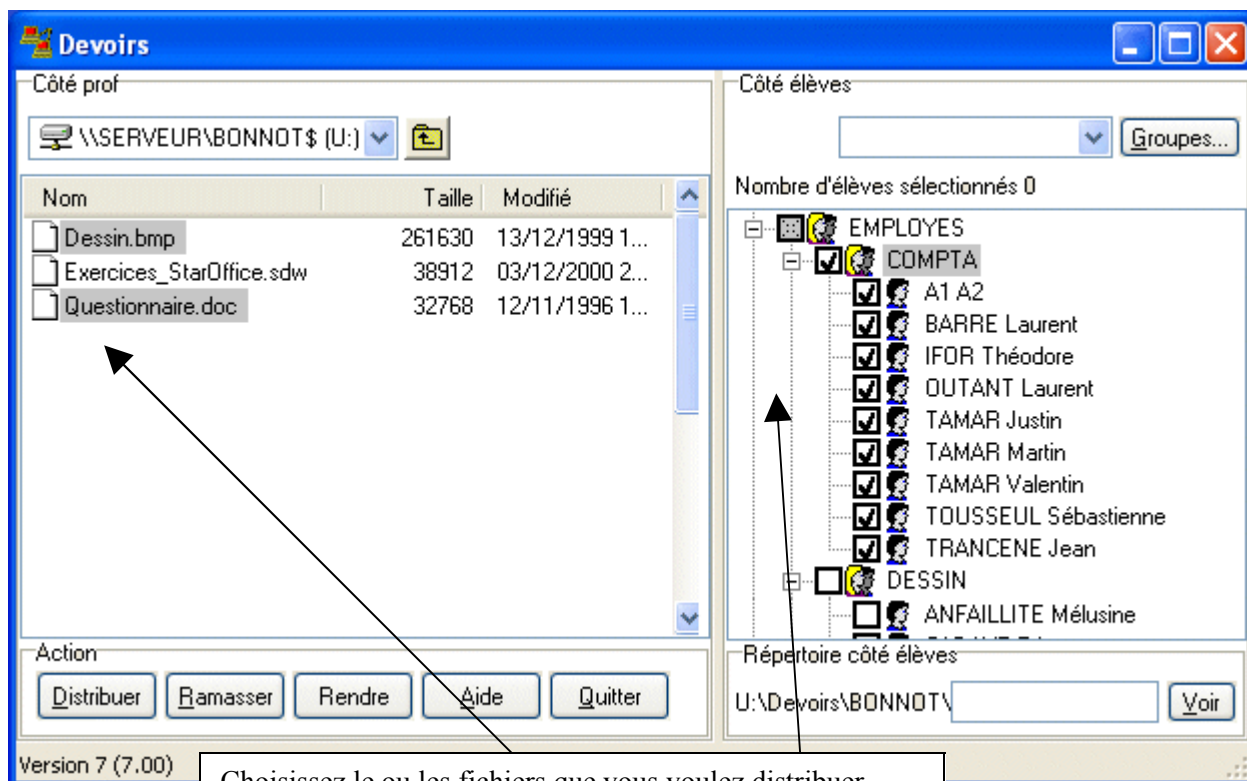 Devoirs
Côté prof
\\SERVEUR\BONNOT$ (U:)
Nom Taille Modifié
Dessin.bmp 261630 13/12/1999 1...
Exercices_StarOffice.sdw 38912 03/12/2000 2...
Questionnaire.doc 32768 12/11/1996 1...
Action
Distribuer Ramasser Rendre Aide Quitter
Version 7 (7.00)
Côté élèves
Groupes...
Nombre d'élèves sélectionnés 0
EMPLOYES
COMPTA
A1 A2
BARRE Laurent
IFOR Théodore
OUTANT Laurent
TAMAR Justin
TAMAR Martin
TAMAR Valentin
TOUSSEUL Sébastienne
TRANCENE Jean
DESSIN
ANFAILLITE Mélusine
Répertoire côté élèves
U:\Devoirs\BONNOT\ Voir
Choisissez le ou les fichiers que vous voulez distribuer